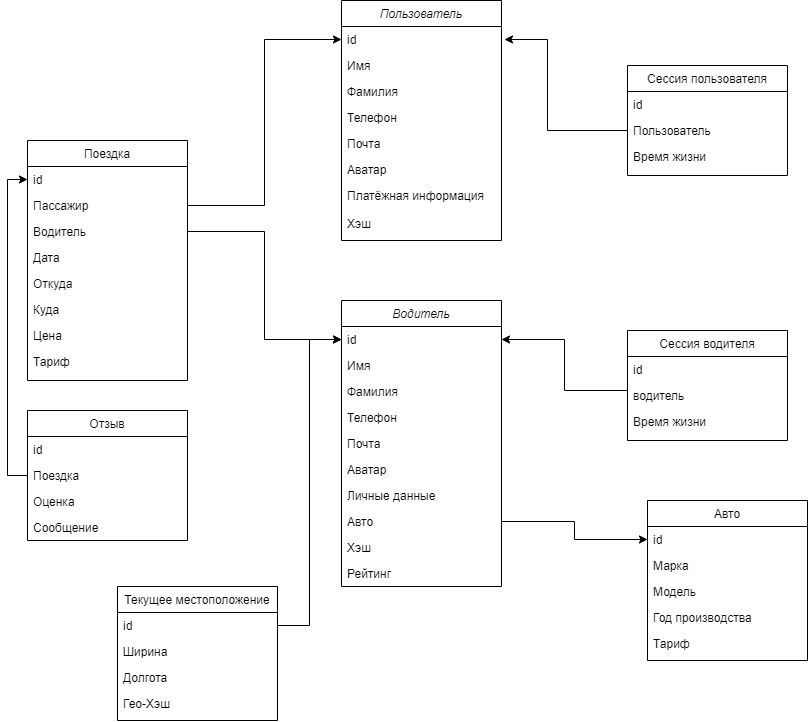 Пользователь
id
Имя
Фамилия
Телефон
Почта
Аватар
Платёжная информация
Хэш
Сессия пользователя
id
Пользователь
Время жизни
Поездка
id
Пассажир
Водитель
Дата
Откуда
Куда
Цена
Тариф
Водитель
id
Имя
Фамилия
Телефон
Почта
Аватар
Личные данные
Авто
Хэш
Рейтинг
Сессия водителя
id
водитель
Время жизни
Отзыв
id
Поездка
Оценка
Сообщение
Авто
id
Марка
Модель
Год производства
Тариф
Текущее местоположение
id
Ширина
Долгота
Гео-Хэш